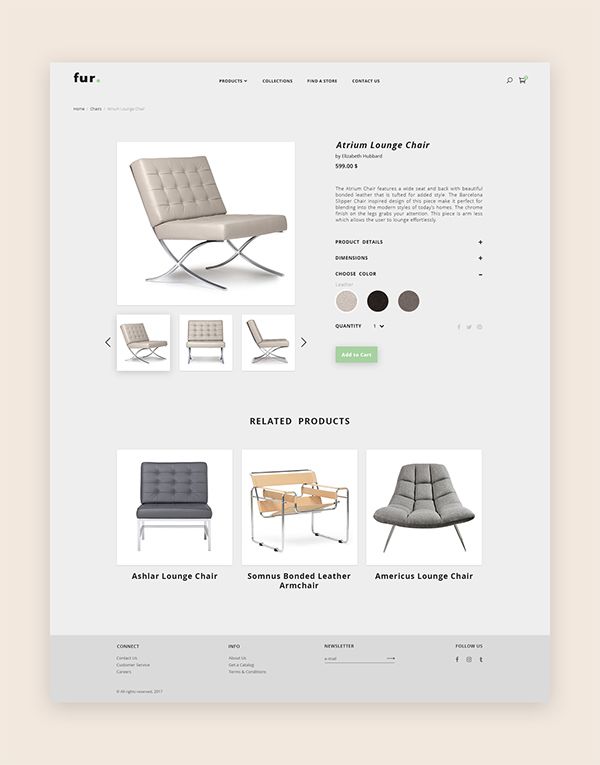 fur.
PRODUCTS COLLECTIONS FIND A STORE CONTACT US
Home / Chairs / Atrium Lounge Chair
Atrium Lounge Chair
by Elizabeth Hubbard
599.00 $
The Atrium Chair features a wide seat and back with beautiful
bonded leather that is tufted for added style. The Barcelona
Slipper Chair inspired design of this piece make it perfect for
blending into the modern styles of today's homes. The chrome
finish on the legs grabs your attention. This piece is arm less
which allows the user to lounge effortlessly.
PRODUCT DETAILS +
DIMENSIONS +
CHOOSE COLOR –
Leather
QUANTITY 1
Add to Cart
RELATED PRODUCTS
Ashlar Lounge Chair
Somnus Bonded Leather
Armchair
Americus Lounge Chair
CONNECT
Contact Us
Customer Service
Careers
INFO
About Us
Get a Catalog
Terms & Conditions
NEWSLETTER
e-mail
FOLLOW US
© All rights reserved, 2017